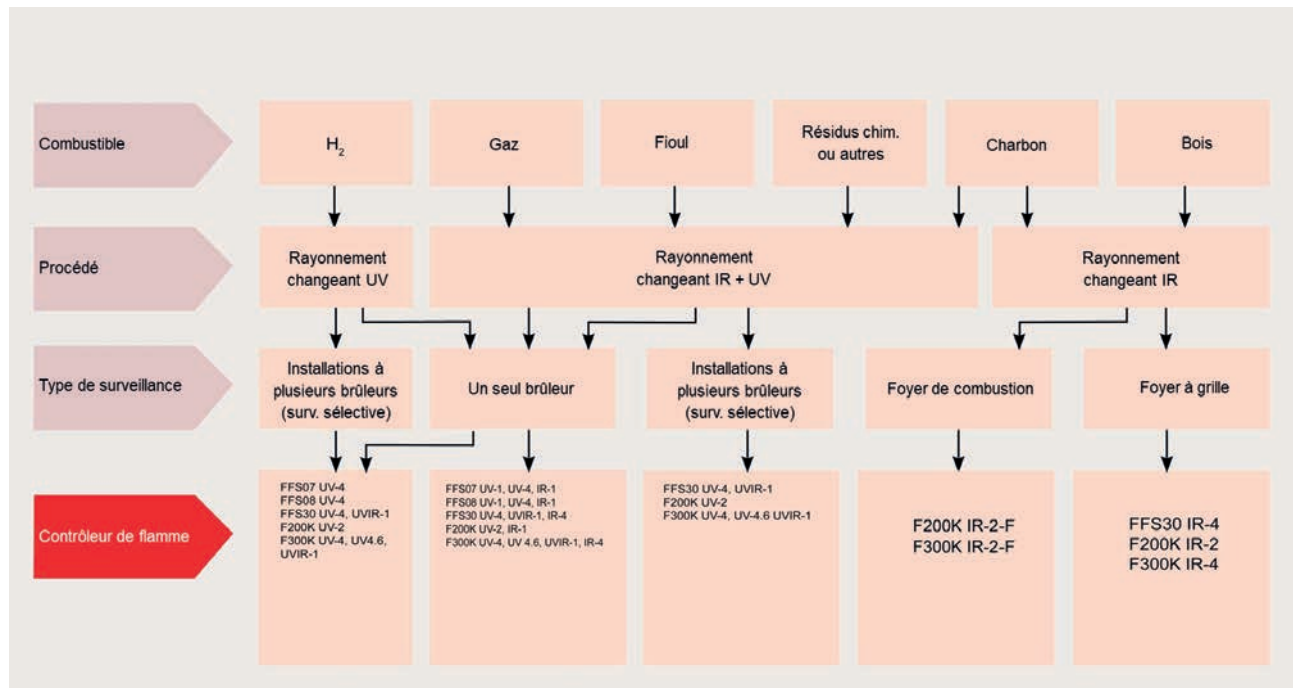 Combustible
H2
Gaz
Fioul
Résidus chim.
ou autres
Charbon
Bois
Procédé
Rayonnement
changeant UV
Rayonnement
changeant IR + UV
Rayonnement
changeant IR
Type de surveillance
Installations à
plusieurs brûleurs
(surv. sélective)
Un seul brûleur
Installations à
plusieurs brûleurs
(surv. sélective)
Foyer de combustion
Foyer à grille
Contrôleur de flamme
FFS07 UV-4
FFS08 UV-4
FFS30 UV-4, UVIR-1
F200K UV-2
F300K UV-4, UV4.6,
UVIR-1
FFS07 UV-1, UV-4, IR-1
FFS08 UV-1, UV-4, IR-1
FFS30 UV-4, UVIR-1, IR-4
F200K UV-2, IR-1
F300K UV-4, UV 4.6, UVIR-1, IR-4
FFS30 UV-4, UVIR-1
F200K UV-2
F300K UV-4, UV-4.6 UVIR-1
F200K IR-2-F
F300K IR-2-F
FFS30 IR-4
F200K IR-2
F300K IR-4